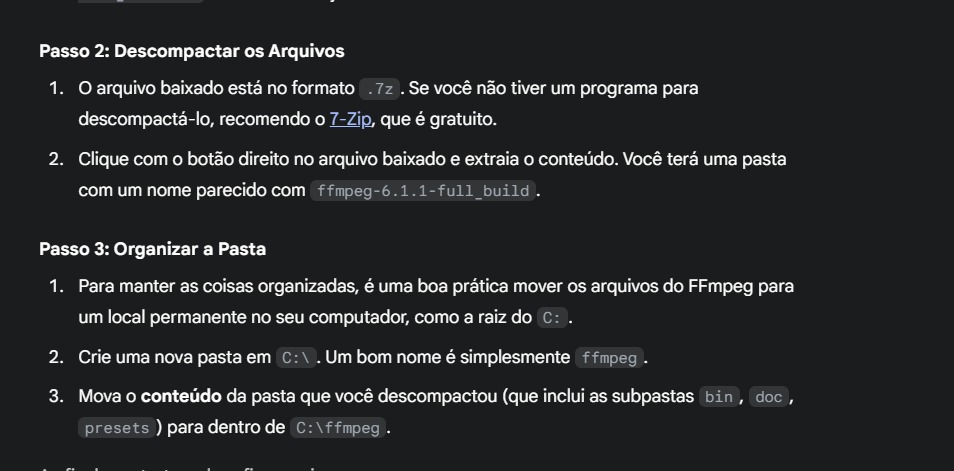 Passo 2: Descompactar os Arquivos
1. O arquivo baixado está no formato .7z. Se você não tiver um programa para
descompactá-lo, recomendo o 7-Zip, que é gratuito.
2. Clique com o botão direito no arquivo baixado e extraia o conteúdo. Você terá uma pasta
com um nome parecido com ffmpeg-6.1.1-full_build.
Passo 3: Organizar a Pasta
1. Para manter as coisas organizadas, é uma boa prática mover os arquivos do FFmpeg para
um local permanente no seu computador, como a raiz do C:.
2. Crie uma nova pasta em C:\. Um bom nome é simplesmente ffmpeg.
3. Mova o conteúdo da pasta que você descompactou (que inclui as subpastas bin, doc,
presets) para dentro de C:\ffmpeg.